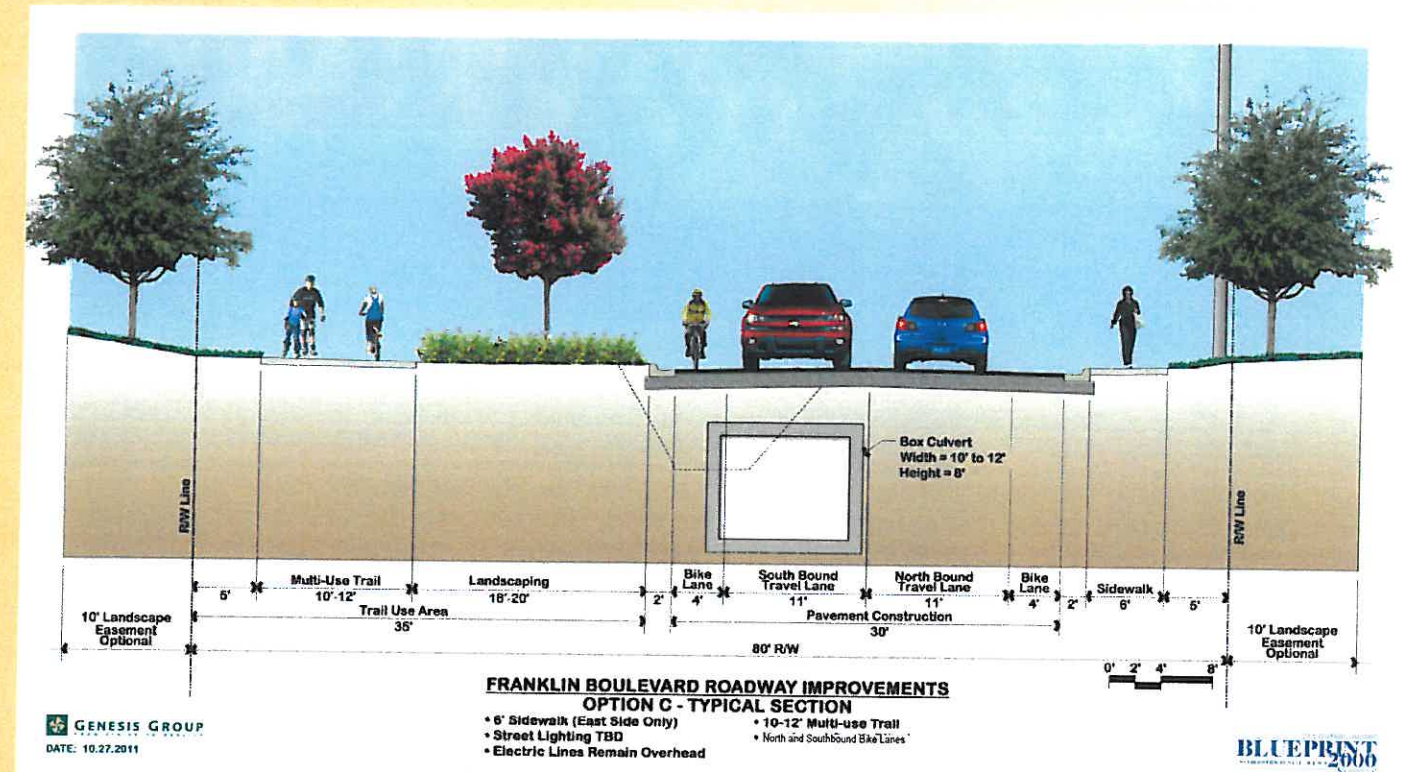 Box Culvert
Width = 10' to 12'
Height = 8'
R/W Line
R/W Line
5'
Multi-Use Trail
10'-12'
Landscaping
18'-20'
2'
Bike
Lane
4'
South Bound
Travel Lane
11'
North Bound
Travel Lane
11'
Bike
Lane
4'
2'
Sidewalk
6'
5'
Trail Use Area
35'
Pavement Construction
30'
10' Landscape
Easement
Optional
80' R/W
10' Landscape
Easement
Optional
0' 2' 4' 8'
FRANKLIN BOULEVARD ROADWAY IMPROVEMENTS
OPTION C - TYPICAL SECTION
• 6' Sidewalk (East Side Only)
• Street Lighting TBD
• Electric Lines Remain Overhead
• 10-12' Multi-use Trail
• North and Southbound Bike Lanes
GENESIS GROUP
DATE: 10.27.2011
BLUEPRINT
2000